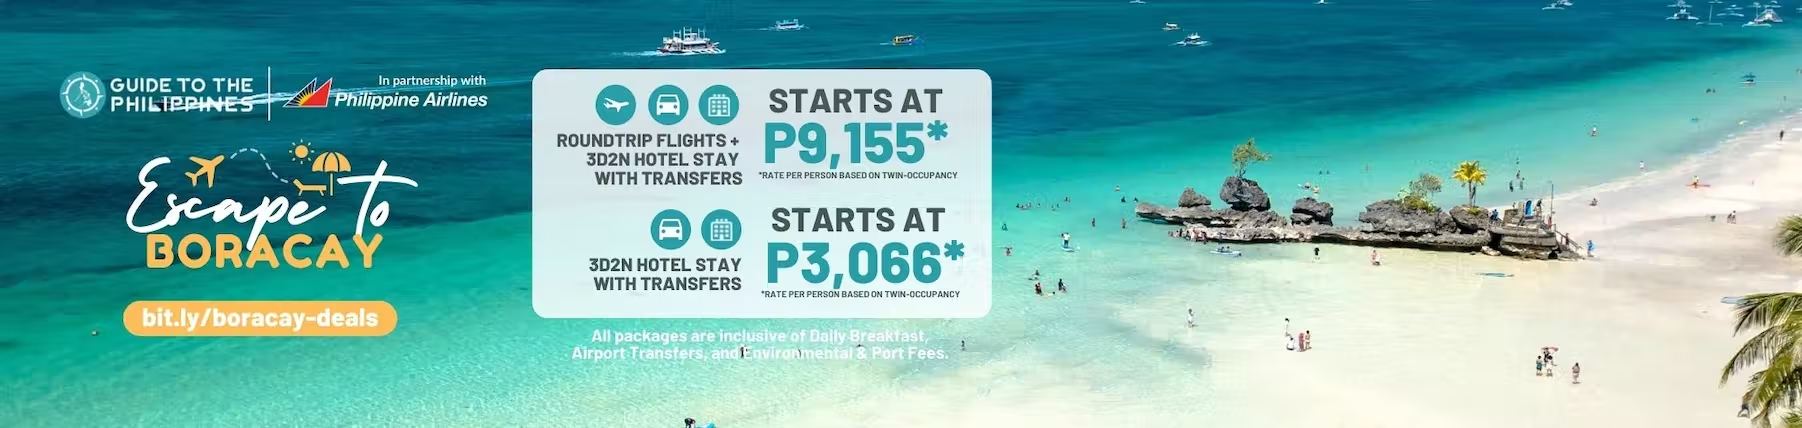 GUIDE TO THE
PHILIPPINES
In partnership with
Philippine Airlines
Escape to
BORACAY
bit.ly/boracay-deals
ROUNDTRIP FLIGHTS +
3D2N HOTEL STAY
WITH TRANSFERS
STARTS AT
P9,155*
*RATE PER PERSON BASED ON TWIN-OCCUPANCY
3D2N HOTEL STAY
WITH TRANSFERS
STARTS AT
P3,066*
*RATE PER PERSON BASED ON TWIN-OCCUPANCY
All packages are inclusive of Daily Breakfast,
Airport Transfers, and Environmental & Port Fees.